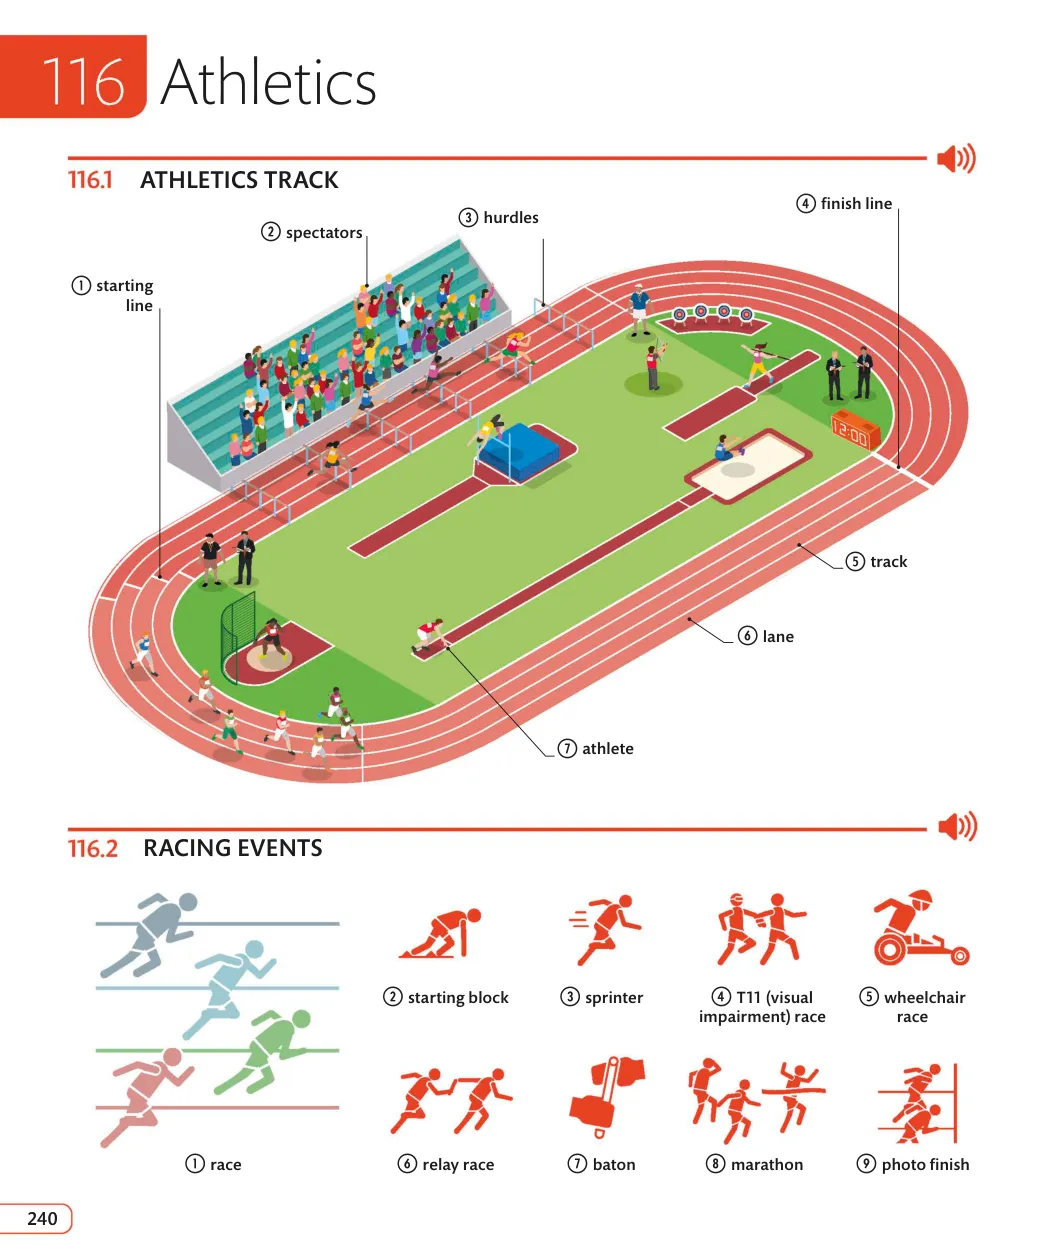 116 Athletics
116.1 ATHLETICS TRACK
① starting
line
② spectators
③ hurdles
④ finish line
12:00
⑤ track
⑥ lane
⑦ athlete
116.2 RACING EVENTS
① race
② starting block
③ sprinter
④ T11 (visual
impairment) race
⑤ wheelchair
race
⑥ relay race
⑦ baton
⑧ marathon
⑨ photo finish
240